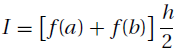 I = [f(a) + f(b)] h/2